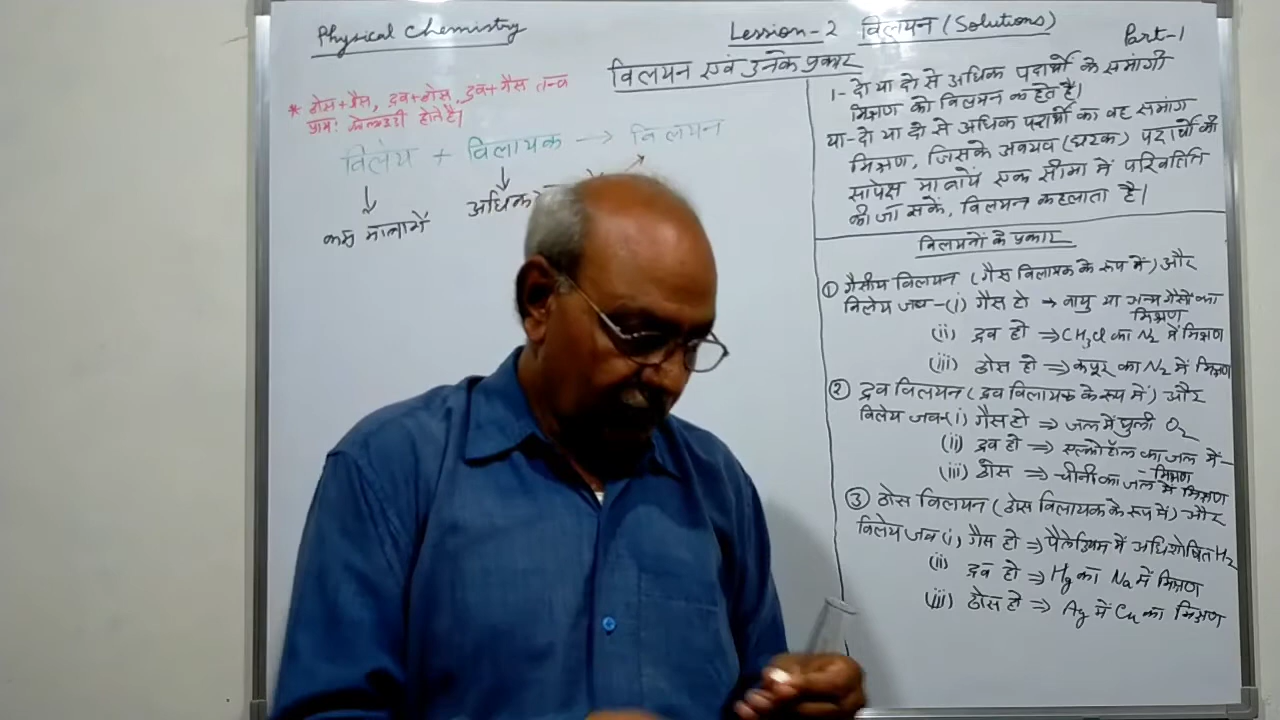 Physical Chemistry
Lession-2 विलयन (Solutions)
Part-1
विलयन एवं उनके प्रकार
* ठोस+गैस, द्रव+ठोस, द्रव+गैस तन्त्र
प्रायः होते है।
विलेय + विलायक → विलयन
कम मात्रामें
अधिक
1- दो या दो से अधिक पदार्थों के समांगी
मिश्रण को विलयन कहते है।
या-दो या दो से अधिक पदार्थों का वह समांग
मिश्रण, जिसके अवयव (घटक) पदार्थों की
सापेक्ष मात्रायें एक सीमा में परिवर्तित
की जा सकें, विलयन कहलाता है।
विलयनों के प्रकार
① गैसीय विलयन (गैस विलायक के रूप में) और
विलेय जब-(i) गैस हो → वायु या अन्य गैसों का
मिश्रण
(ii) द्रव हो ⇒ CH3Cl का N2 में मिश्रण
(iii) ठोस हो ⇒ कपूर का N2 में मिश्रण
② द्रव विलयन (द्रव विलायक के रूप में) और
विलेय जब-(i) गैस हो ⇒ जल में घुली O2
(ii) द्रव हो ⇒ एल्कोहॉल का जल में-
- मिश्रण
(iii) ठोस ⇒ चीनी का जल में मिश्रण
③ ठोस विलयन (ठोस विलायक के रूप में) और
विलेय जब (i) गैस हो ⇒ पैलेडियम में अधिशोषित H2
(ii) द्रव हो ⇒ Hg का Na में मिश्रण
(iii) ठोस हो ⇒ Ag में Cu का मिश्रण